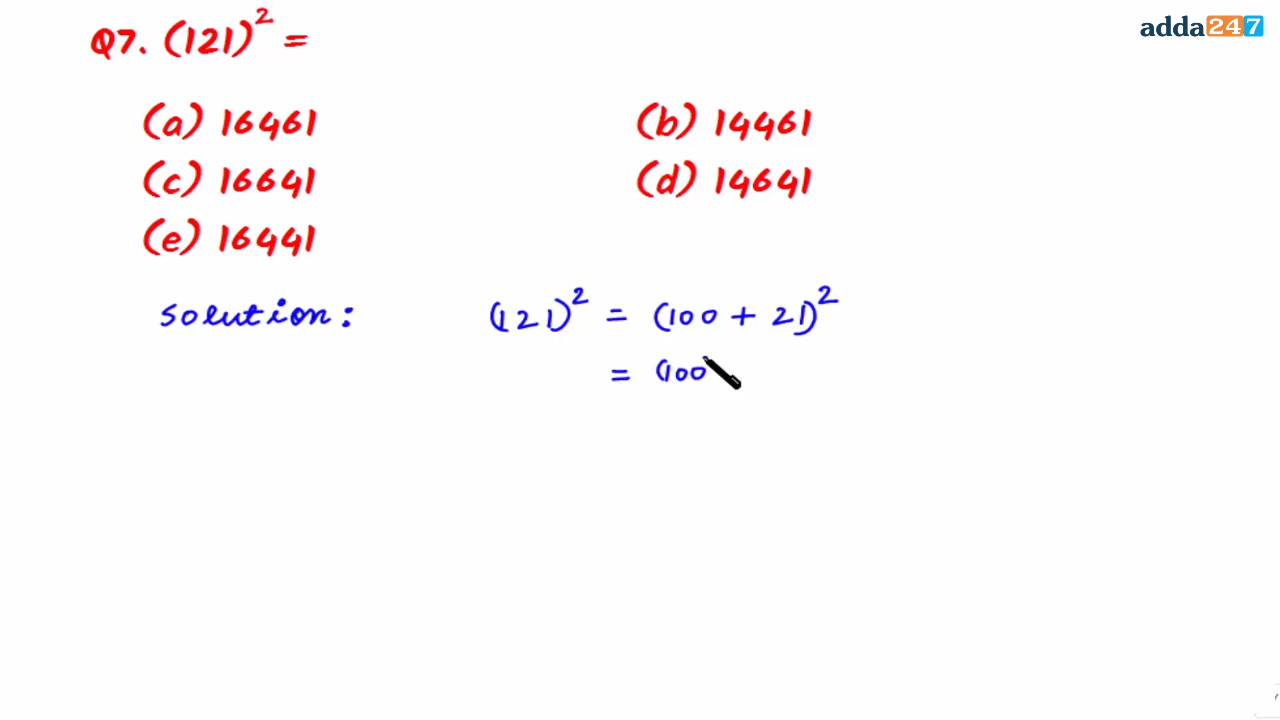 adda247
Q7. (121)² =
(a) 16461 (b) 14461
(c) 16641 (d) 14641
(e) 16441
Solution: (121)² = (100 + 21)²
= (100